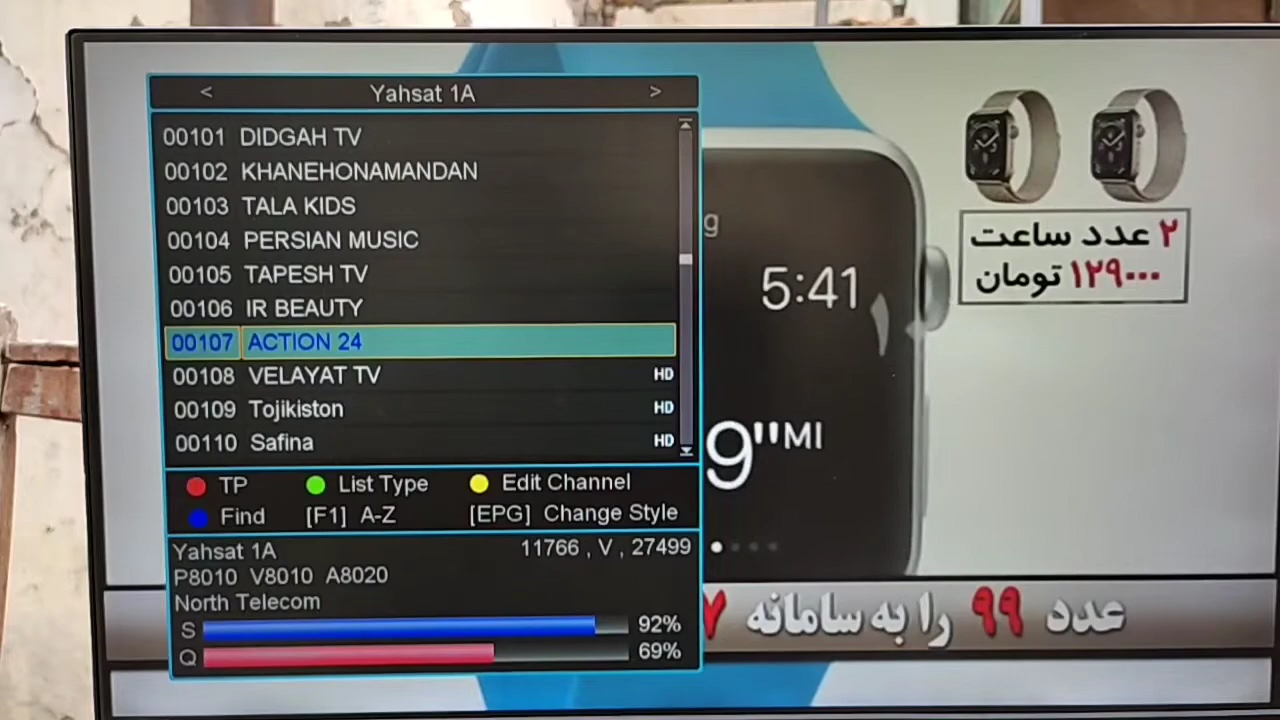 < Yahsat 1A >
00101 DIDGAH TV
00102 KHANEHONAMANDAN
00103 TALA KIDS
00104 PERSIAN MUSIC
00105 TAPESH TV
00106 IR BEAUTY
00107 ACTION 24
00108 VELAYAT TV HD
00109 Tojikiston HD
00110 Safina HD
TP List Type Edit Channel
Find [F1] A-Z [EPG] Change Style
Yahsat 1A 11766 , V , 27499
P8010 V8010 A8020
North Telecom
S 92%
Q 69%
g
5:41
9"MI
۲ عدد ساعت
۱۲۹۰۰۰ تومان
عدد ۹۹ را به سامانه ۷